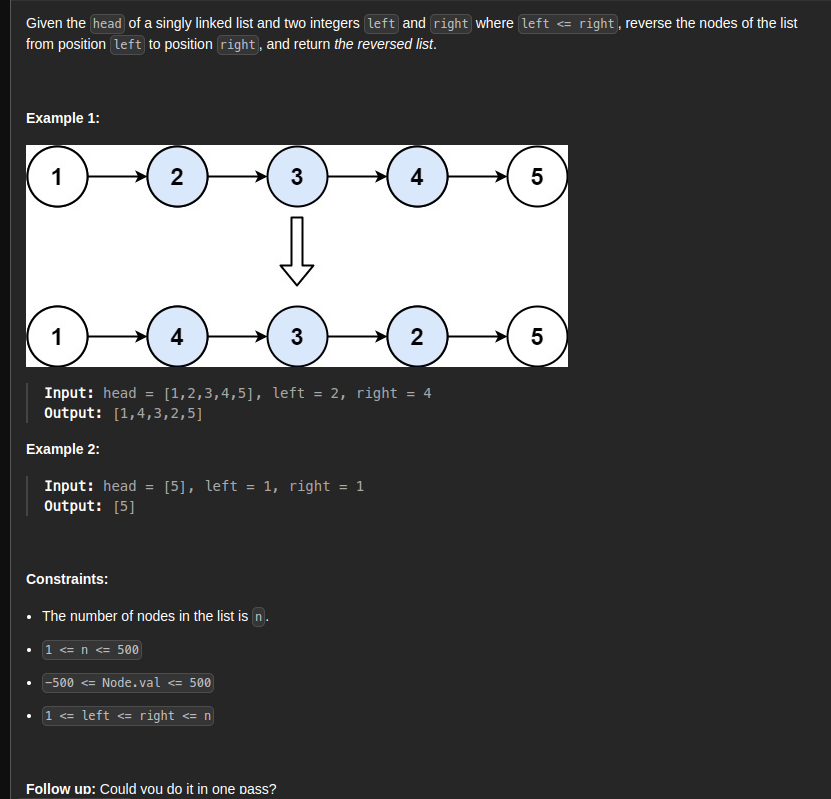 Given the head of a singly linked list and two integers left and right where left <= right, reverse the nodes of the list
from position left to position right, and return the reversed list.
Example 1:
1 2 3 4 5
1 4 3 2 5
Input: head = [1,2,3,4,5], left = 2, right = 4
Output: [1,4,3,2,5]
Example 2:
Input: head = [5], left = 1, right = 1
Output: [5]
Constraints:
• The number of nodes in the list is n.
• 1 <= n <= 500
• -500 <= Node.val <= 500
• 1 <= left <= right <= n
Follow up: Could you do it in one pass?